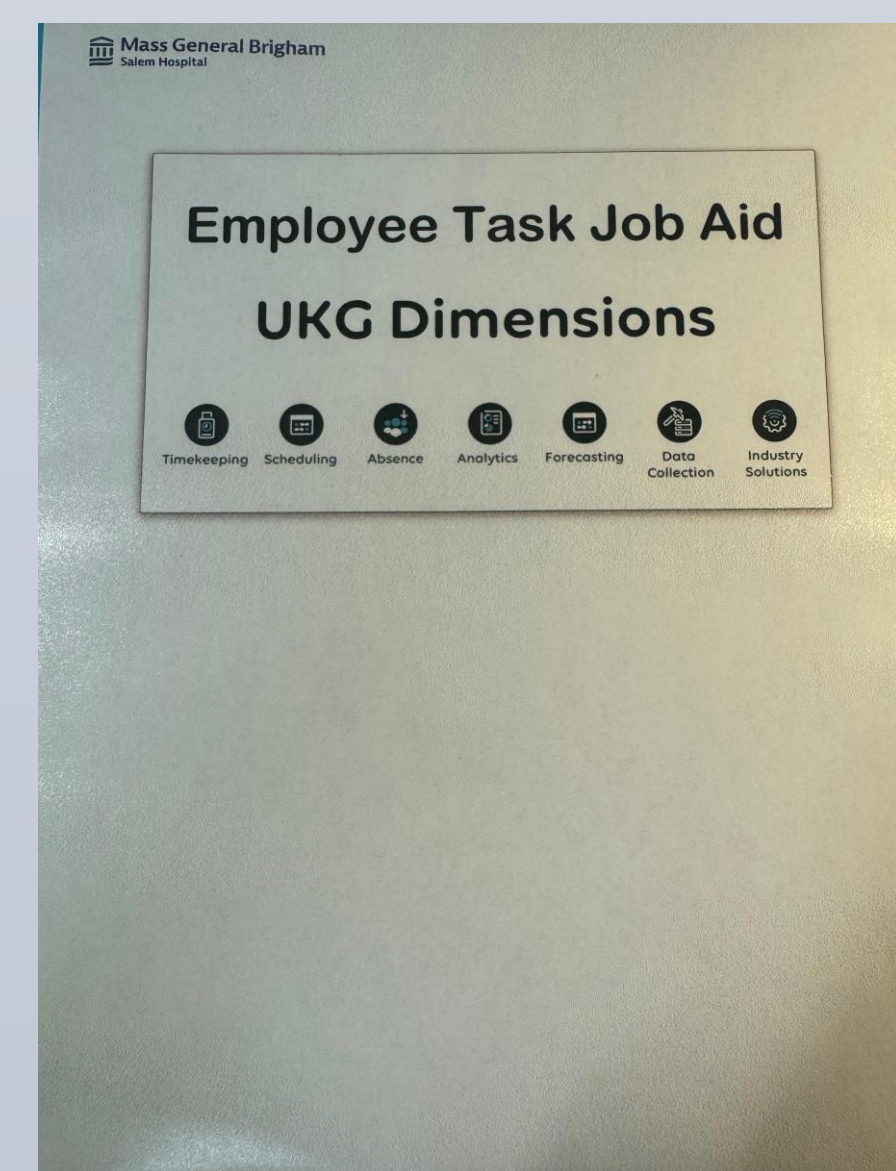 Mass General Brigham
Salem Hospital
Employee Task Job Aid
UKG Dimensions
Timekeeping Scheduling Absence Analytics Forecasting Data Collection Industry Solutions